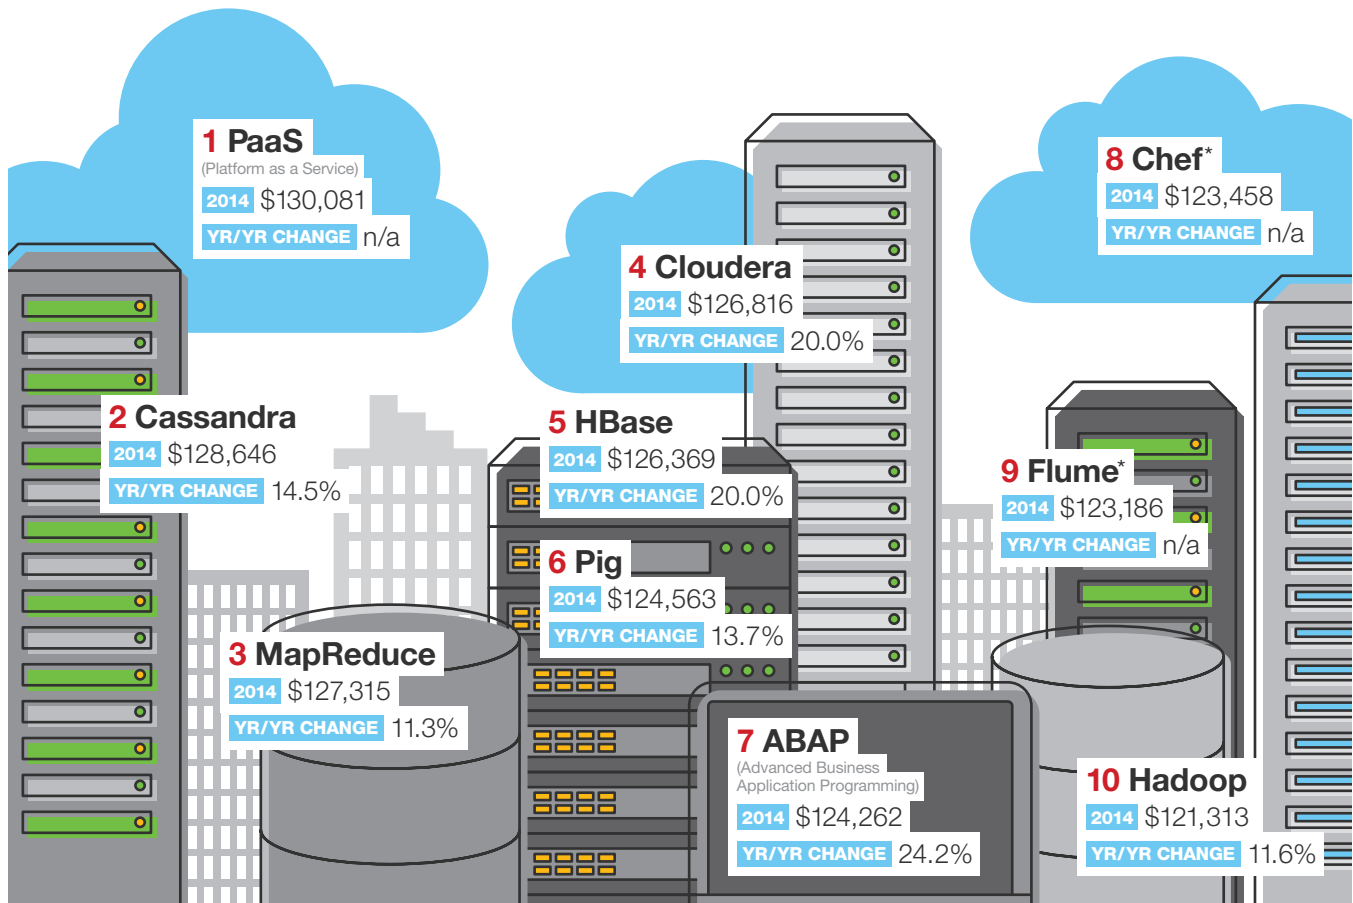 1 PaaS
(Platform as a Service)
2014 $130,081
YR/YR CHANGE n/a
2 Cassandra
2014 $128,646
YR/YR CHANGE 14.5%
3 MapReduce
2014 $127,315
YR/YR CHANGE 11.3%
4 Cloudera
2014 $126,816
YR/YR CHANGE 20.0%
5 HBase
2014 $126,369
YR/YR CHANGE 20.0%
6 Pig
2014 $124,563
YR/YR CHANGE 13.7%
7 ABAP
(Advanced Business
Application Programming)
2014 $124,262
YR/YR CHANGE 24.2%
8 Chef*
2014 $123,458
YR/YR CHANGE n/a
9 Flume*
2014 $123,186
YR/YR CHANGE n/a
10 Hadoop
2014 $121,313
YR/YR CHANGE 11.6%